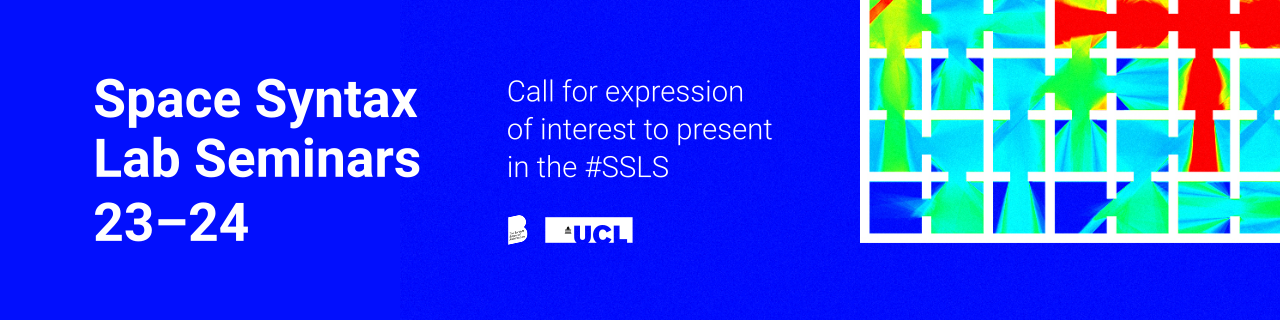 Space Syntax
Lab Seminars
23–24
Call for expression
of interest to present
in the #SSLS
UCL